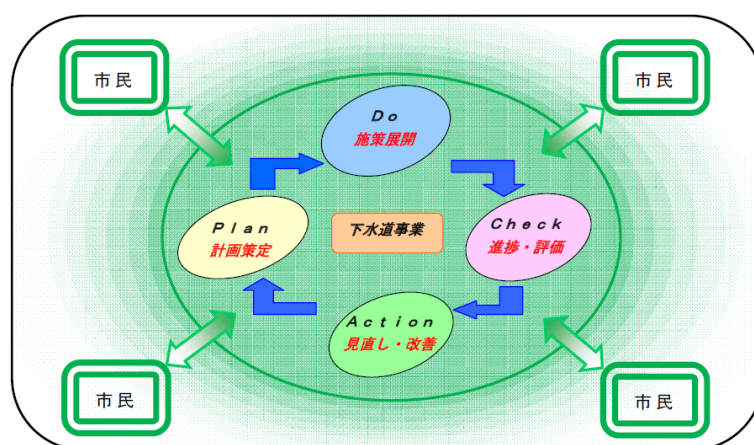 市民
市民
Do
施策展開
Plan
計画策定
下水道事業
Check
進捗・評価
Action
見直し・改善
市民
市民